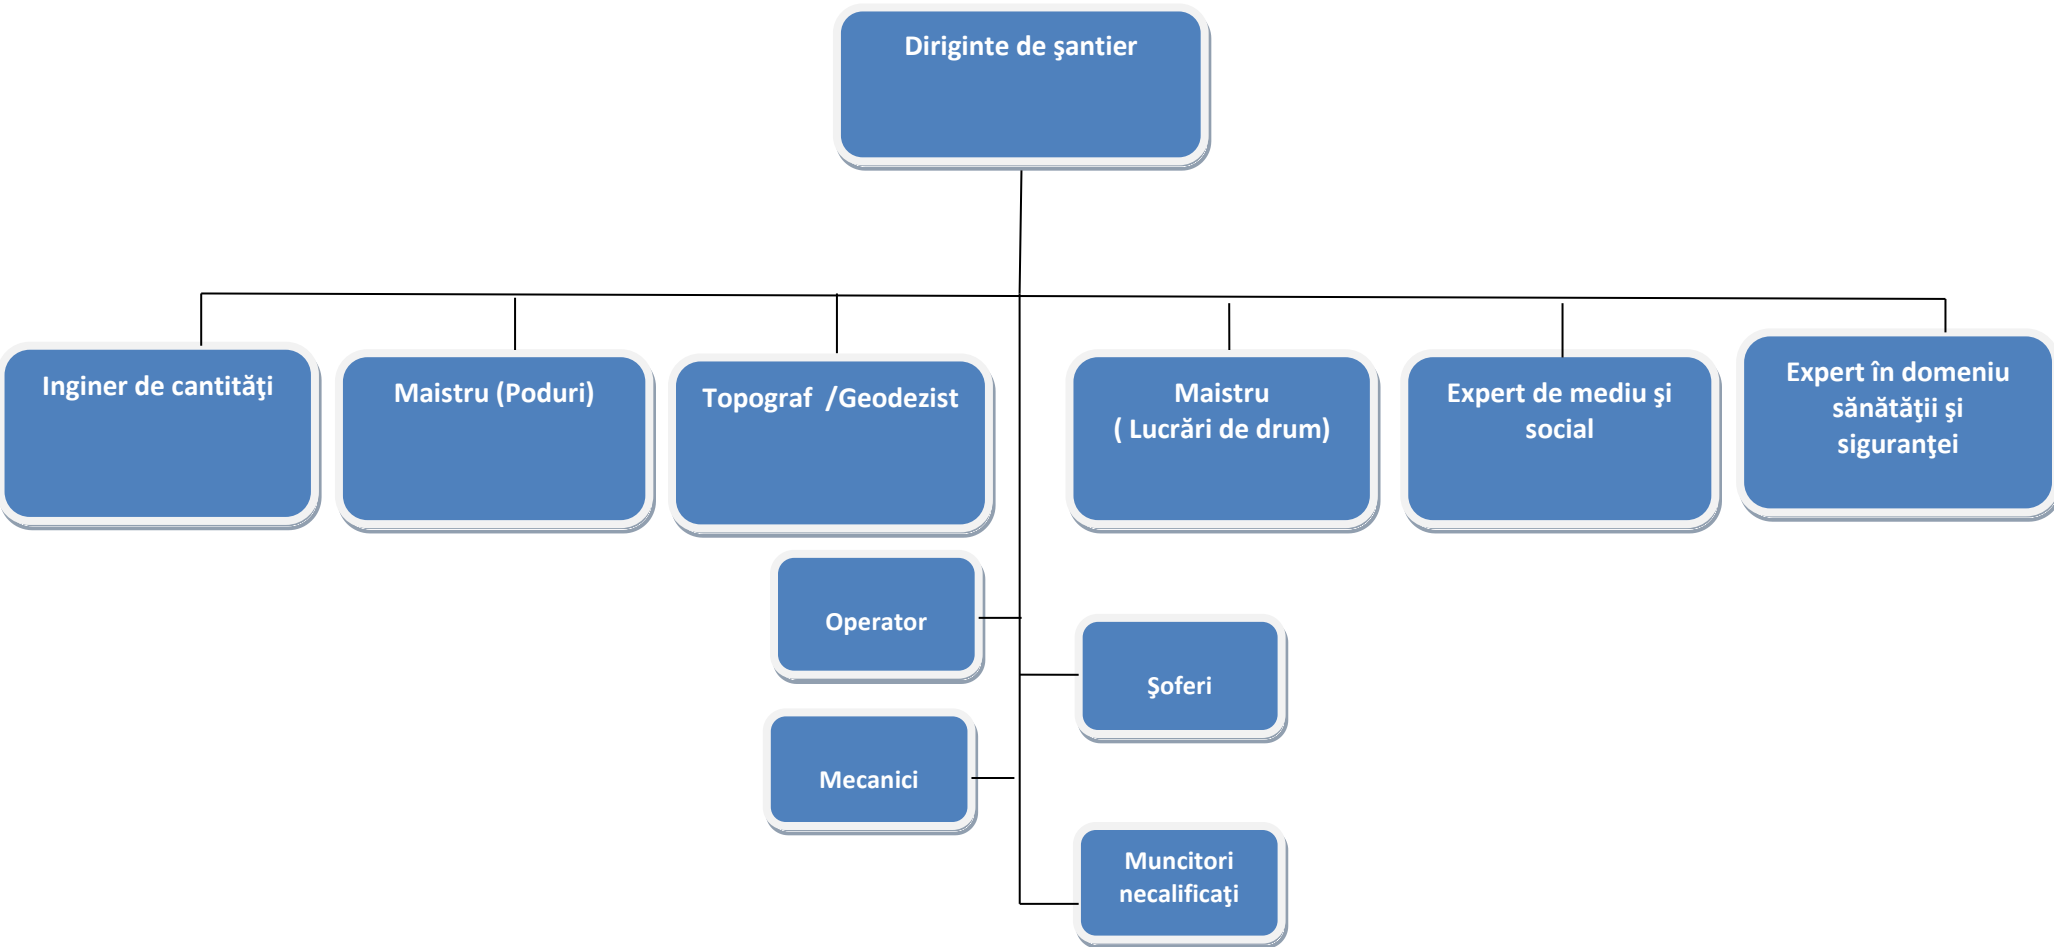 Diriginte de şantier
Inginer de cantităţi
Maistru (Poduri)
Topograf  /Geodezist
Maistru
( Lucrări de drum)
Expert de mediu şi
social
Expert în domeniu
sănătăţii şi
siguranţei
Operator
Şoferi
Mecanici
Muncitori
necalificaţi